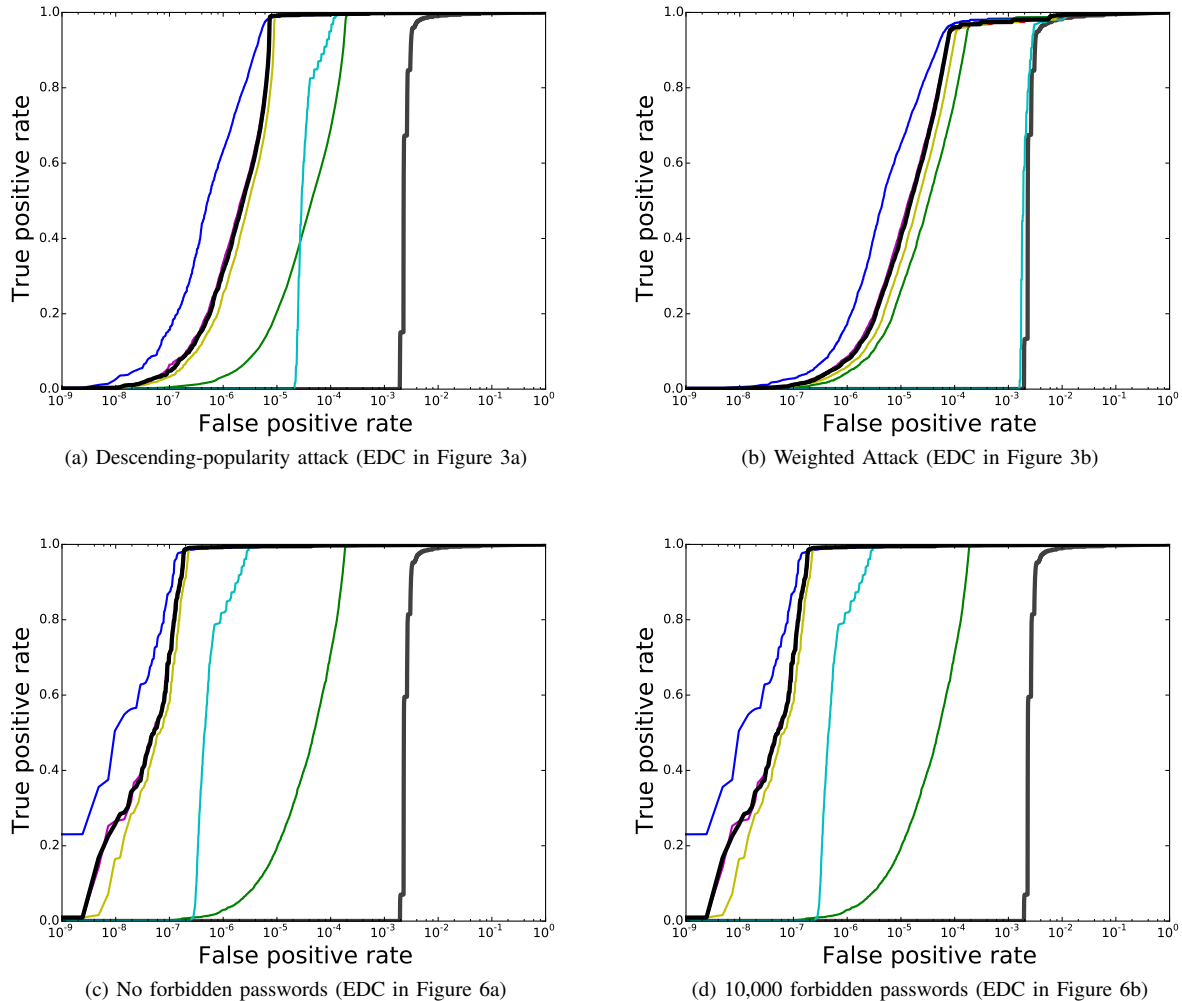 True positive rate
1.0
0.8
0.6
0.4
0.2
0.0
10^-9 10^-8 10^-7 10^-6 10^-5 10^-4 10^-3 10^-2 10^-1 10^0
False positive rate
(a) Descending-popularity attack (EDC in Figure 3a)
True positive rate
1.0
0.8
0.6
0.4
0.2
0.0
10^-9 10^-8 10^-7 10^-6 10^-5 10^-4 10^-3 10^-2 10^-1 10^0
False positive rate
(b) Weighted Attack (EDC in Figure 3b)
True positive rate
1.0
0.8
0.6
0.4
0.2
0.0
10^-9 10^-8 10^-7 10^-6 10^-5 10^-4 10^-3 10^-2 10^-1 10^0
False positive rate
(c) No forbidden passwords (EDC in Figure 6a)
True positive rate
1.0
0.8
0.6
0.4
0.2
0.0
10^-9 10^-8 10^-7 10^-6 10^-5 10^-4 10^-3 10^-2 10^-1 10^0
False positive rate
(d) 10,000 forbidden passwords (EDC in Figure 6b)